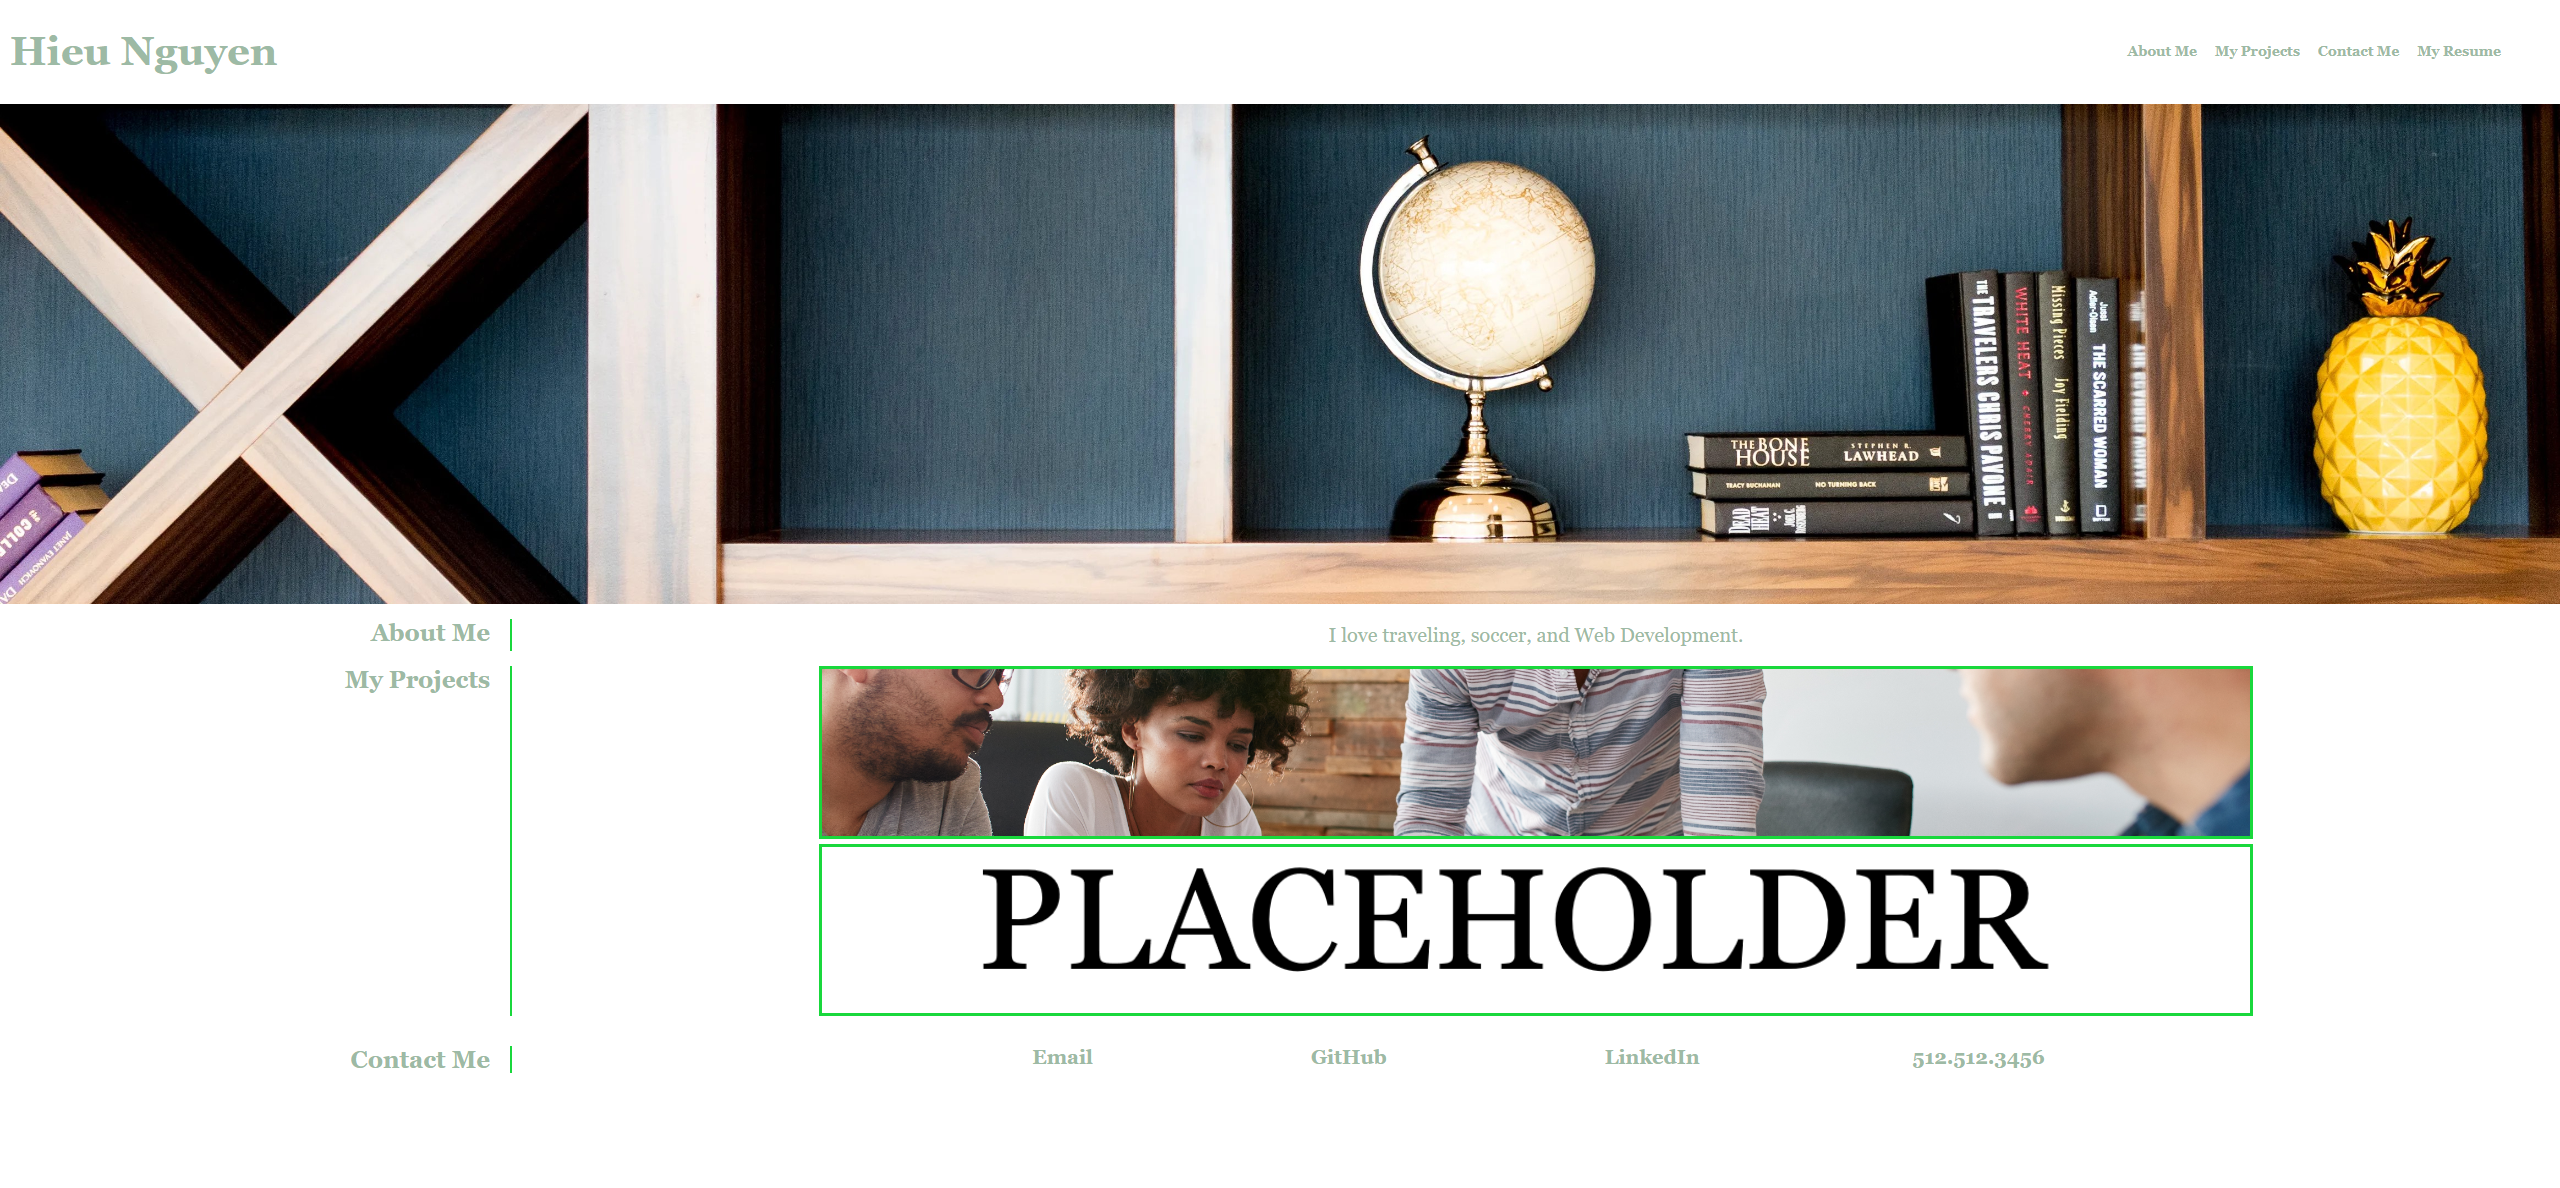 Hieu Nguyen
About Me My Projects Contact Me My Resume
THE BONE HOUSE STEPHEN R. LAWHEAD
TRACY BUCHANAN NO TURNING BACK
DEAD HEAT
THE TRAVELERS CHRIS PAVONE
WHITE HEAT
Missing Pieces Joy Fielding
Jussi Adler-Olsen THE SCARRED WOMAN
JANET EVANOVICH
About Me
I love traveling, soccer, and Web Development.
My Projects
PLACEHOLDER
Contact Me
Email GitHub LinkedIn 512.512.3456